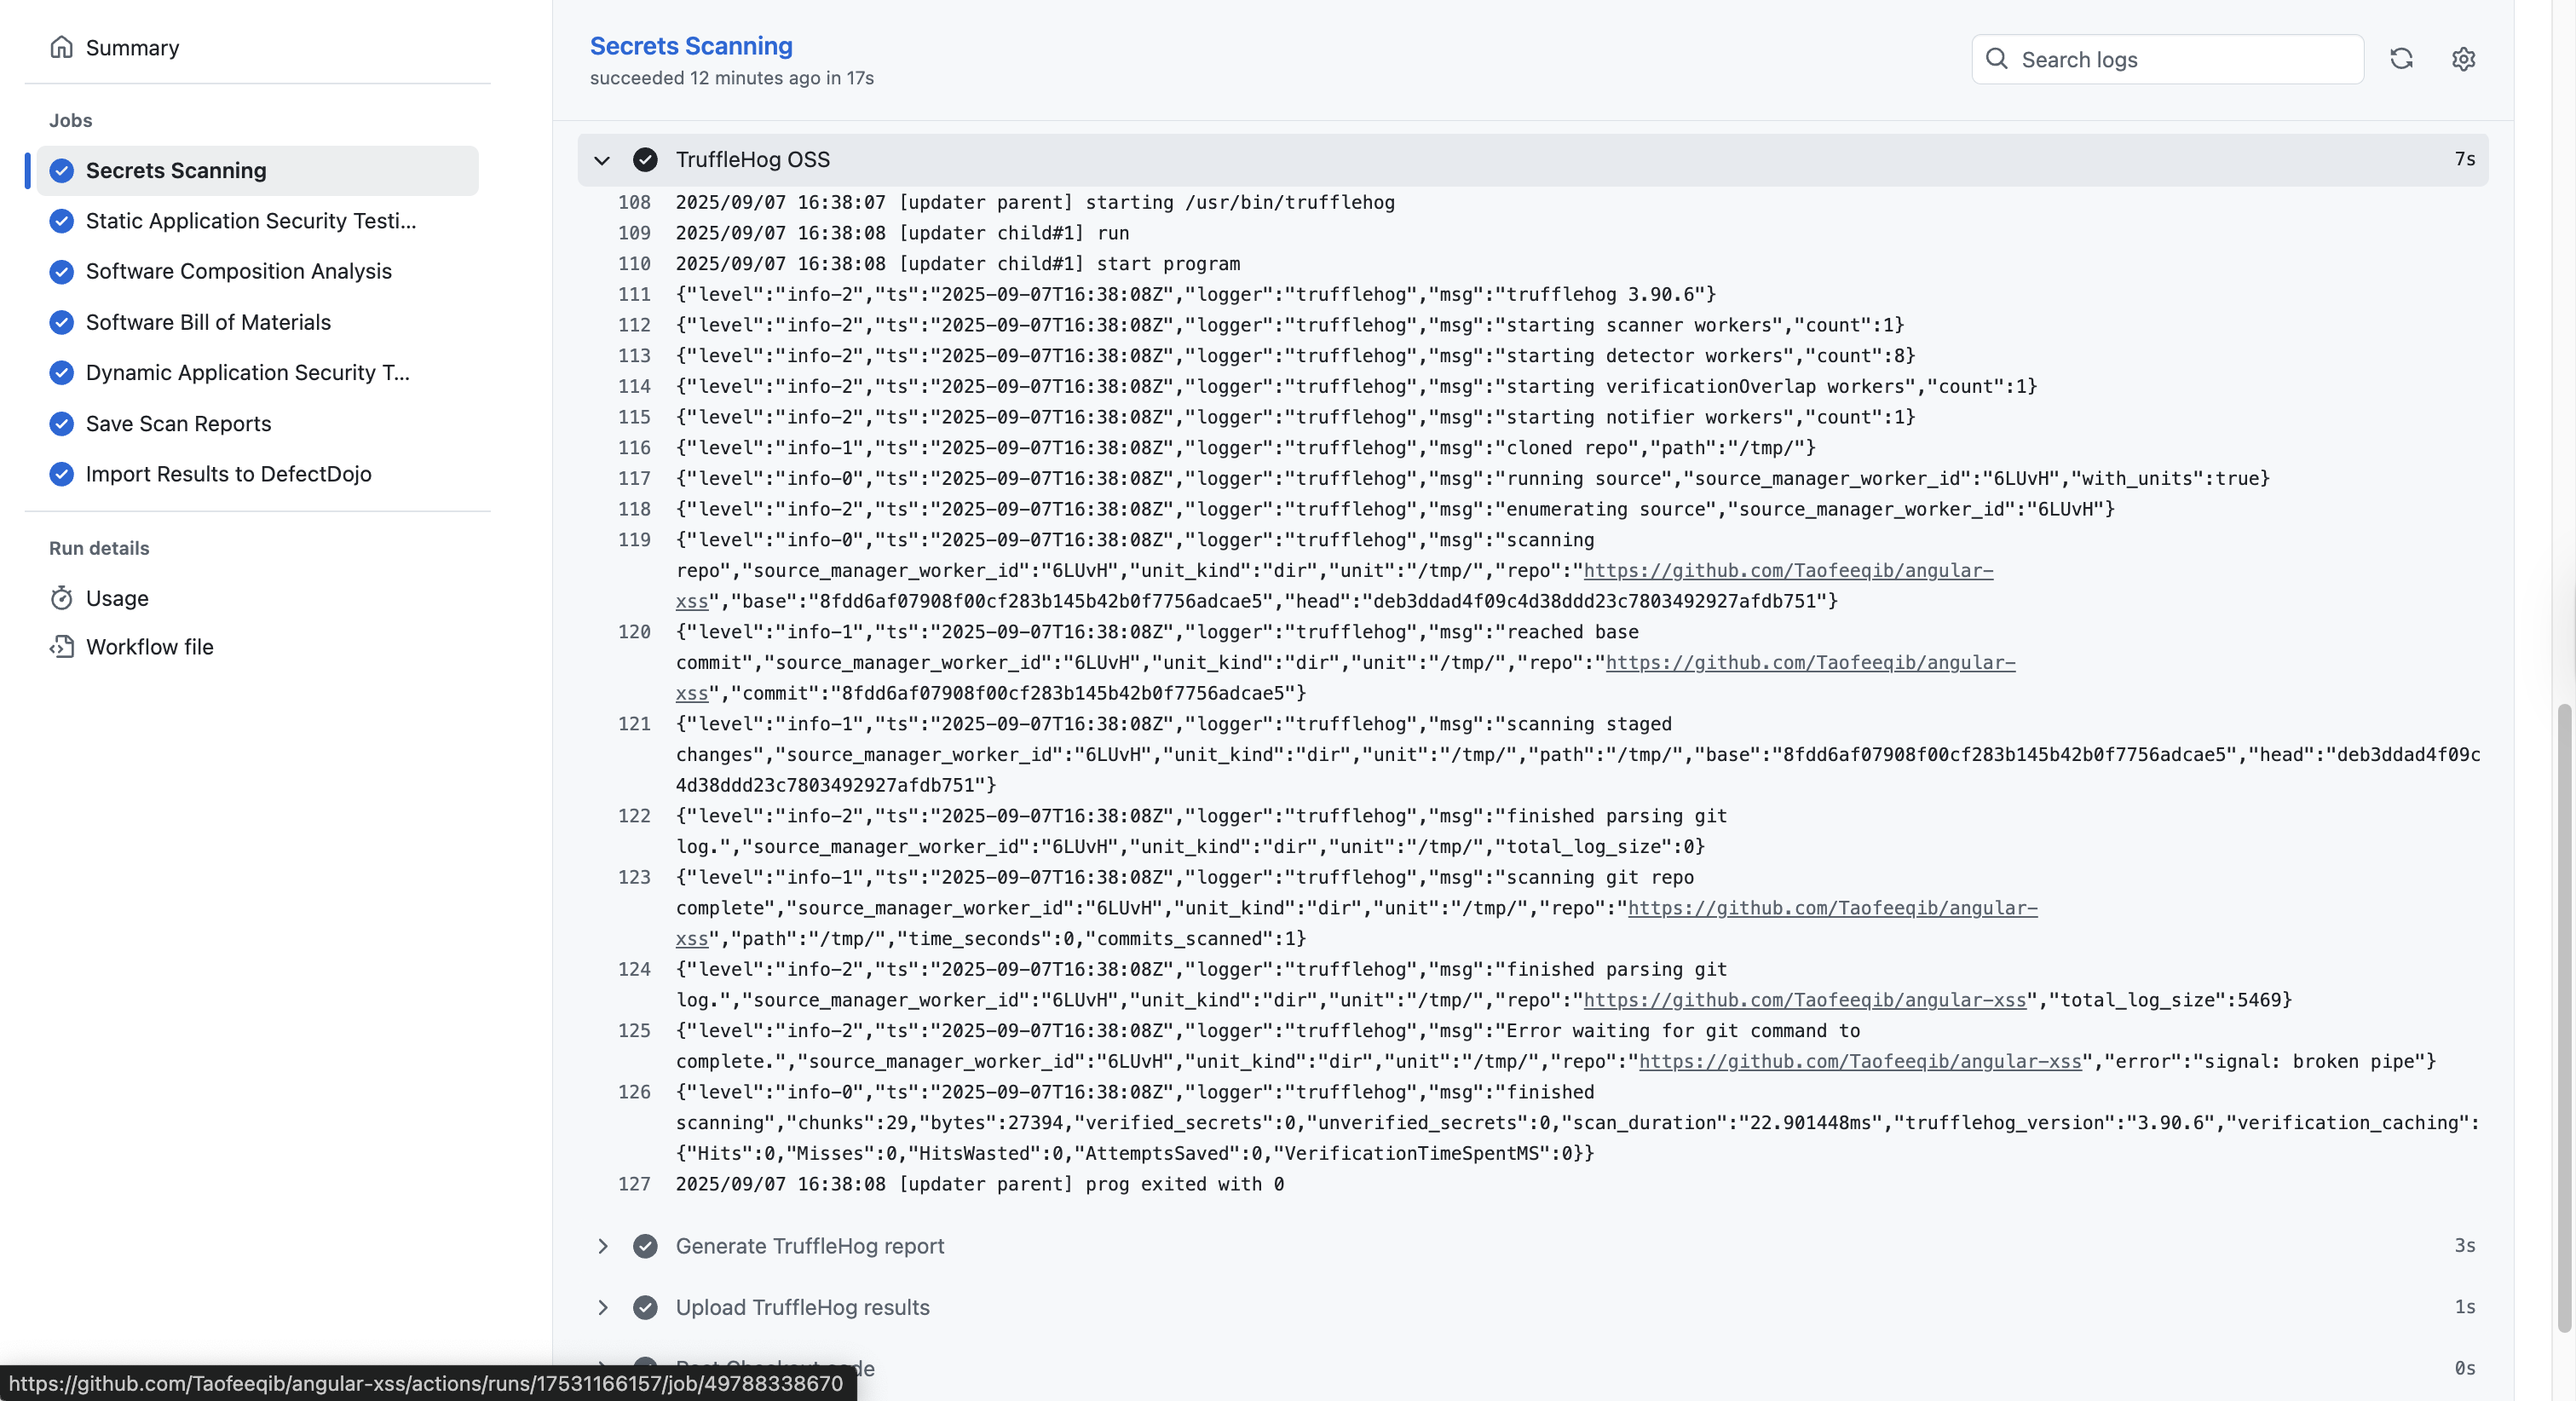 Summary
Jobs
Secrets Scanning
Static Application Security Testi...
Software Composition Analysis
Software Bill of Materials
Dynamic Application Security T...
Save Scan Reports
Import Results to DefectDojo
Run details
Usage
Workflow file
Secrets Scanning
succeeded 12 minutes ago in 17s
Search logs
TruffleHog OSS 7s
108 2025/09/07 16:38:07 [updater parent] starting /usr/bin/trufflehog
109 2025/09/07 16:38:08 [updater child#1] run
110 2025/09/07 16:38:08 [updater child#1] start program
111 {"level":"info-2","ts":"2025-09-07T16:38:08Z","logger":"trufflehog","msg":"trufflehog 3.90.6"}
112 {"level":"info-2","ts":"2025-09-07T16:38:08Z","logger":"trufflehog","msg":"starting scanner workers","count":1}
113 {"level":"info-2","ts":"2025-09-07T16:38:08Z","logger":"trufflehog","msg":"starting detector workers","count":8}
114 {"level":"info-2","ts":"2025-09-07T16:38:08Z","logger":"trufflehog","msg":"starting verificationOverlap workers","count":1}
115 {"level":"info-2","ts":"2025-09-07T16:38:08Z","logger":"trufflehog","msg":"starting notifier workers","count":1}
116 {"level":"info-1","ts":"2025-09-07T16:38:08Z","logger":"trufflehog","msg":"cloned repo","path":"/tmp/"}
117 {"level":"info-0","ts":"2025-09-07T16:38:08Z","logger":"trufflehog","msg":"running source","source_manager_worker_id":"6LUvH","with_units":true}
118 {"level":"info-2","ts":"2025-09-07T16:38:08Z","logger":"trufflehog","msg":"enumerating source","source_manager_worker_id":"6LUvH"}
119 {"level":"info-0","ts":"2025-09-07T16:38:08Z","logger":"trufflehog","msg":"scanning
repo","source_manager_worker_id":"6LUvH","unit_kind":"dir","unit":"/tmp/","repo":"https://github.com/Taofeeqib/angular-
xss","base":"8fdd6af07908f00cf283b145b42b0f7756adcae5","head":"deb3ddad4f09c4d38ddd23c7803492927afdb751"}
120 {"level":"info-1","ts":"2025-09-07T16:38:08Z","logger":"trufflehog","msg":"reached base
commit","source_manager_worker_id":"6LUvH","unit_kind":"dir","unit":"/tmp/","repo":"https://github.com/Taofeeqib/angular-
xss","commit":"8fdd6af07908f00cf283b145b42b0f7756adcae5"}
121 {"level":"info-1","ts":"2025-09-07T16:38:08Z","logger":"trufflehog","msg":"scanning staged
changes","source_manager_worker_id":"6LUvH","unit_kind":"dir","unit":"/tmp/","path":"/tmp/","base":"8fdd6af07908f00cf283b145b42b0f7756adcae5","head":"deb3ddad4f09c
4d38ddd23c7803492927afdb751"}
122 {"level":"info-2","ts":"2025-09-07T16:38:08Z","logger":"trufflehog","msg":"finished parsing git
log.","source_manager_worker_id":"6LUvH","unit_kind":"dir","unit":"/tmp/","total_log_size":0}
123 {"level":"info-1","ts":"2025-09-07T16:38:08Z","logger":"trufflehog","msg":"scanning git repo
complete","source_manager_worker_id":"6LUvH","unit_kind":"dir","unit":"/tmp/","repo":"https://github.com/Taofeeqib/angular-
xss","path":"/tmp/","time_seconds":0,"commits_scanned":1}
124 {"level":"info-2","ts":"2025-09-07T16:38:08Z","logger":"trufflehog","msg":"finished parsing git
log.","source_manager_worker_id":"6LUvH","unit_kind":"dir","unit":"/tmp/","repo":"https://github.com/Taofeeqib/angular-xss","total_log_size":5469}
125 {"level":"info-2","ts":"2025-09-07T16:38:08Z","logger":"trufflehog","msg":"Error waiting for git command to
complete.","source_manager_worker_id":"6LUvH","unit_kind":"dir","unit":"/tmp/","repo":"https://github.com/Taofeeqib/angular-xss","error":"signal: broken pipe"}
126 {"level":"info-0","ts":"2025-09-07T16:38:08Z","logger":"trufflehog","msg":"finished
scanning","chunks":29,"bytes":27394,"verified_secrets":0,"unverified_secrets":0,"scan_duration":"22.901448ms","trufflehog_version":"3.90.6","verification_caching":
{"Hits":0,"Misses":0,"HitsWasted":0,"AttemptsSaved":0,"VerificationTimeSpentMS":0}}
127 2025/09/07 16:38:08 [updater parent] prog exited with 0
Generate TruffleHog report 3s
Upload TruffleHog results 1s
0s
https://github.com/Taofeeqib/angular-xss/actions/runs/17531166157/job/49788338670